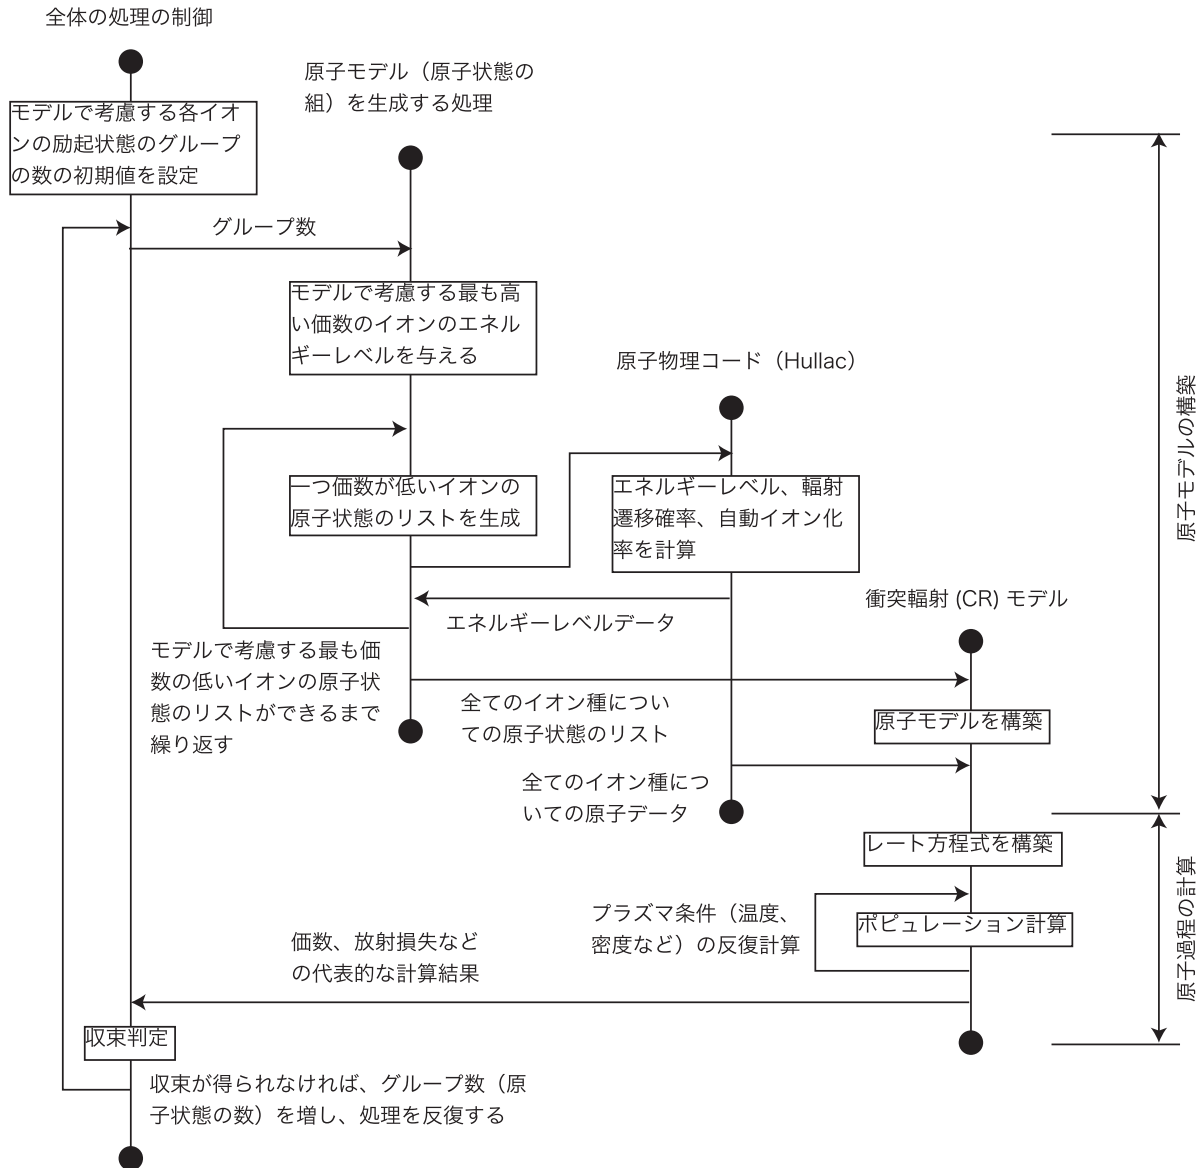 全体の処理の制御
原子モデル（原子状態の
組）を生成する処理
モデルで考慮する各イオ
ンの励起状態のグループ
の数の初期値を設定
グループ数
モデルで考慮する最も高
い価数のイオンのエネル
ギーレベルを与える
原子物理コード（Hullac）
一つ価数が低いイオンの
原子状態のリストを生成
エネルギーレベル、輻射
遷移確率、自動イオン化
率を計算
原子モデルの構築
エネルギーレベルデータ
衝突輻射 (CR) モデル
モデルで考慮する最も価
数の低いイオンの原子状
態のリストができるまで
繰り返す
全てのイオン種につい
ての原子状態のリスト
原子モデルを構築
全てのイオン種につ
いての原子データ
レート方程式を構築
プラズマ条件（温度、
密度など）の反復計算
ポピュレーション計算
原子過程の計算
価数、放射損失など
の代表的な計算結果
収束判定
収束が得られなければ、グループ数（原
子状態の数）を増し、処理を反復する